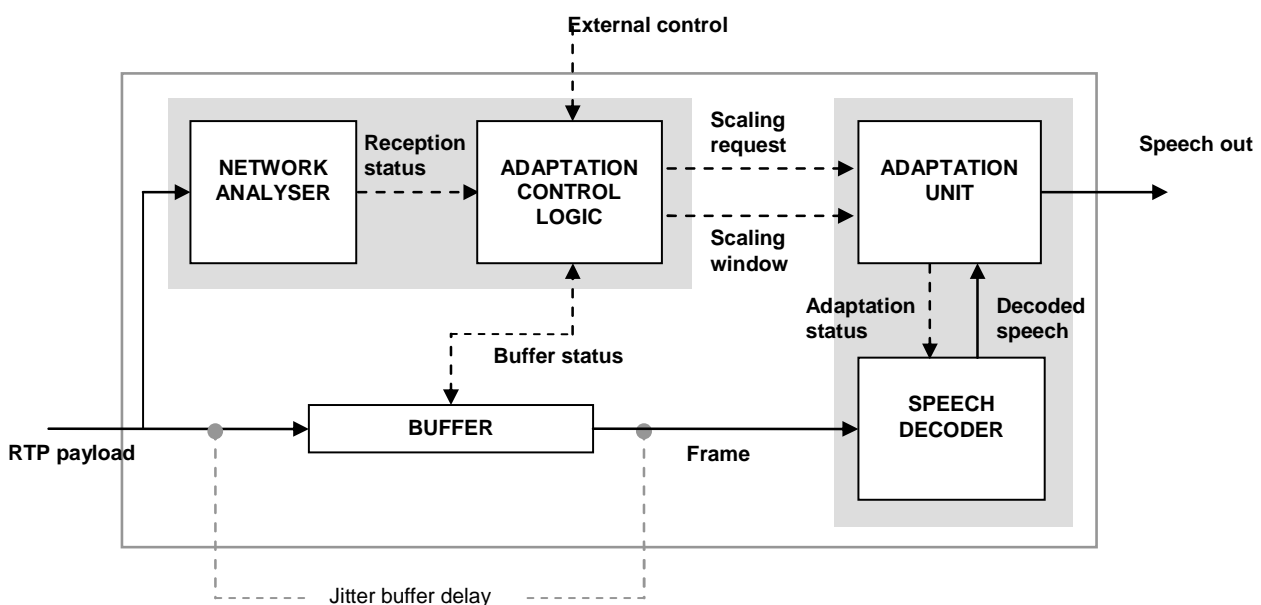 External control
NETWORK
ANALYSER
Reception
status
ADAPTATION
CONTROL
LOGIC
Scaling
request
Scaling
window
ADAPTATION
UNIT
Speech out
Adaptation
status
Decoded
speech
Buffer status
RTP payload
BUFFER
Frame
SPEECH
DECODER
Jitter buffer delay